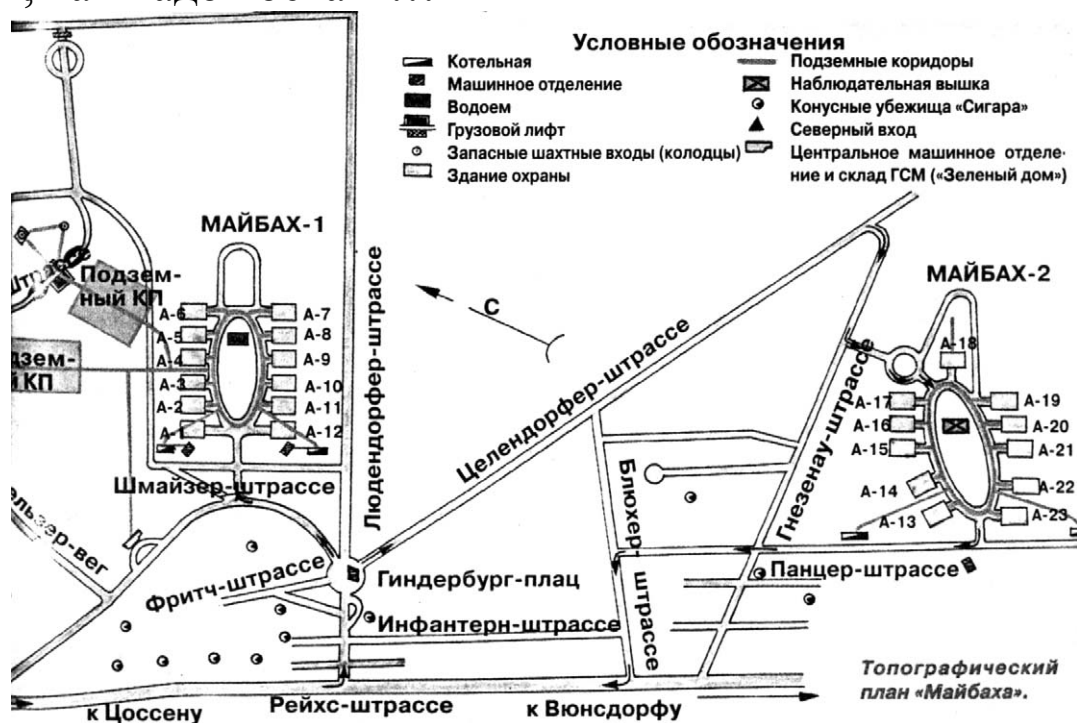 Условные обозначения
Котельная
Машинное отделение
Водоем
Грузовой лифт
Запасные шахтные входы (колодцы)
Здание охраны
Подземные коридоры
Наблюдательная вышка
Конусные убежища «Сигара»
Северный вход
Центральное машинное отделе-
ние и склад ГСМ («Зеленый дом»)
МАЙБАХ-1
Подзем-
ный КП
дзем-
й КП
А-6
А-5
А-4
А-3
А-2
А-1
А-7
А-8
А-9
А-10
А-11
А-12
Шмайзер-штрассе
Людендорфер-штрассе
С
Целендорфер-штрассе
МАЙБАХ-2
А-18
А-17
А-16
А-15
А-14
А-13
А-19
А-20
А-21
А-22
А-23
Гнезенау-штрассе
Блюхер-
штрассе
Панцер-штрассе
ельзер-вег
Фритч-штрассе
Гиндербург-плац
Инфантерн-штрассе
Рейхс-штрассе
к Цоссену
к Вюнсдорфу
Топографический
план «Майбаха».